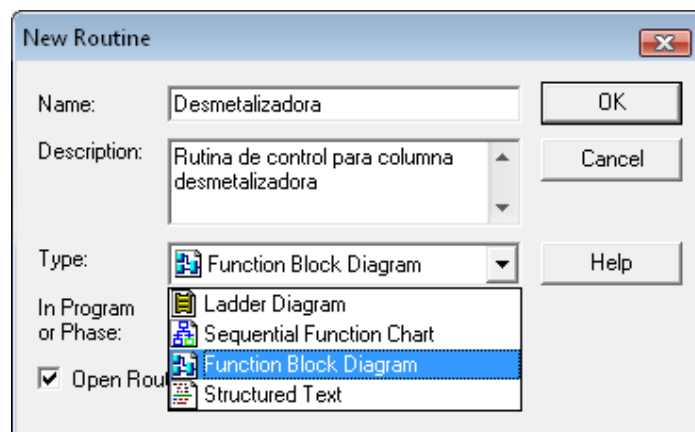 New Routine
Name:
Desmetalizadora
OK
Description:
Rutina de control para columna
desmetalizadora
Cancel
Type:
Function Block Diagram
Help
In Program
or Phase:
Ladder Diagram
Sequential Function Chart
Function Block Diagram
Structured Text
Open Rou